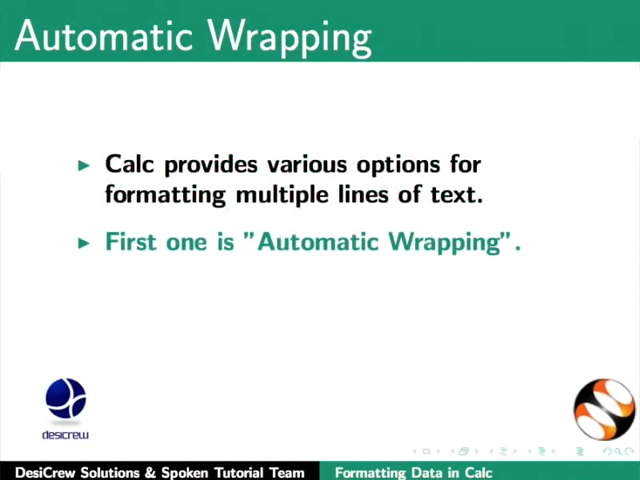 Automatic Wrapping
Calc provides various options for
formatting multiple lines of text.
First one is "Automatic Wrapping".
desicrew
DesiCrew Solutions & Spoken Tutorial Team
Formatting Data in Calc